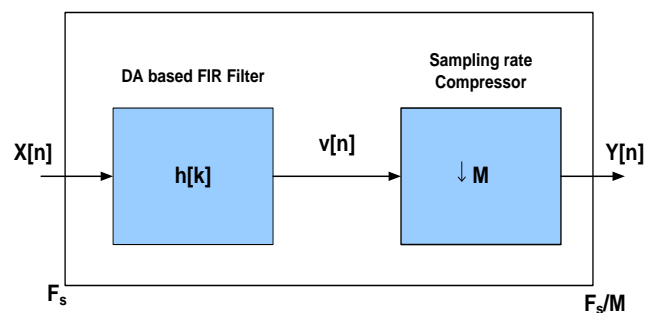 DA based FIR Filter
Sampling rate
Compressor
X[n]
h[k]
v[n]
↓ M
Y[n]
Fs
Fs/M